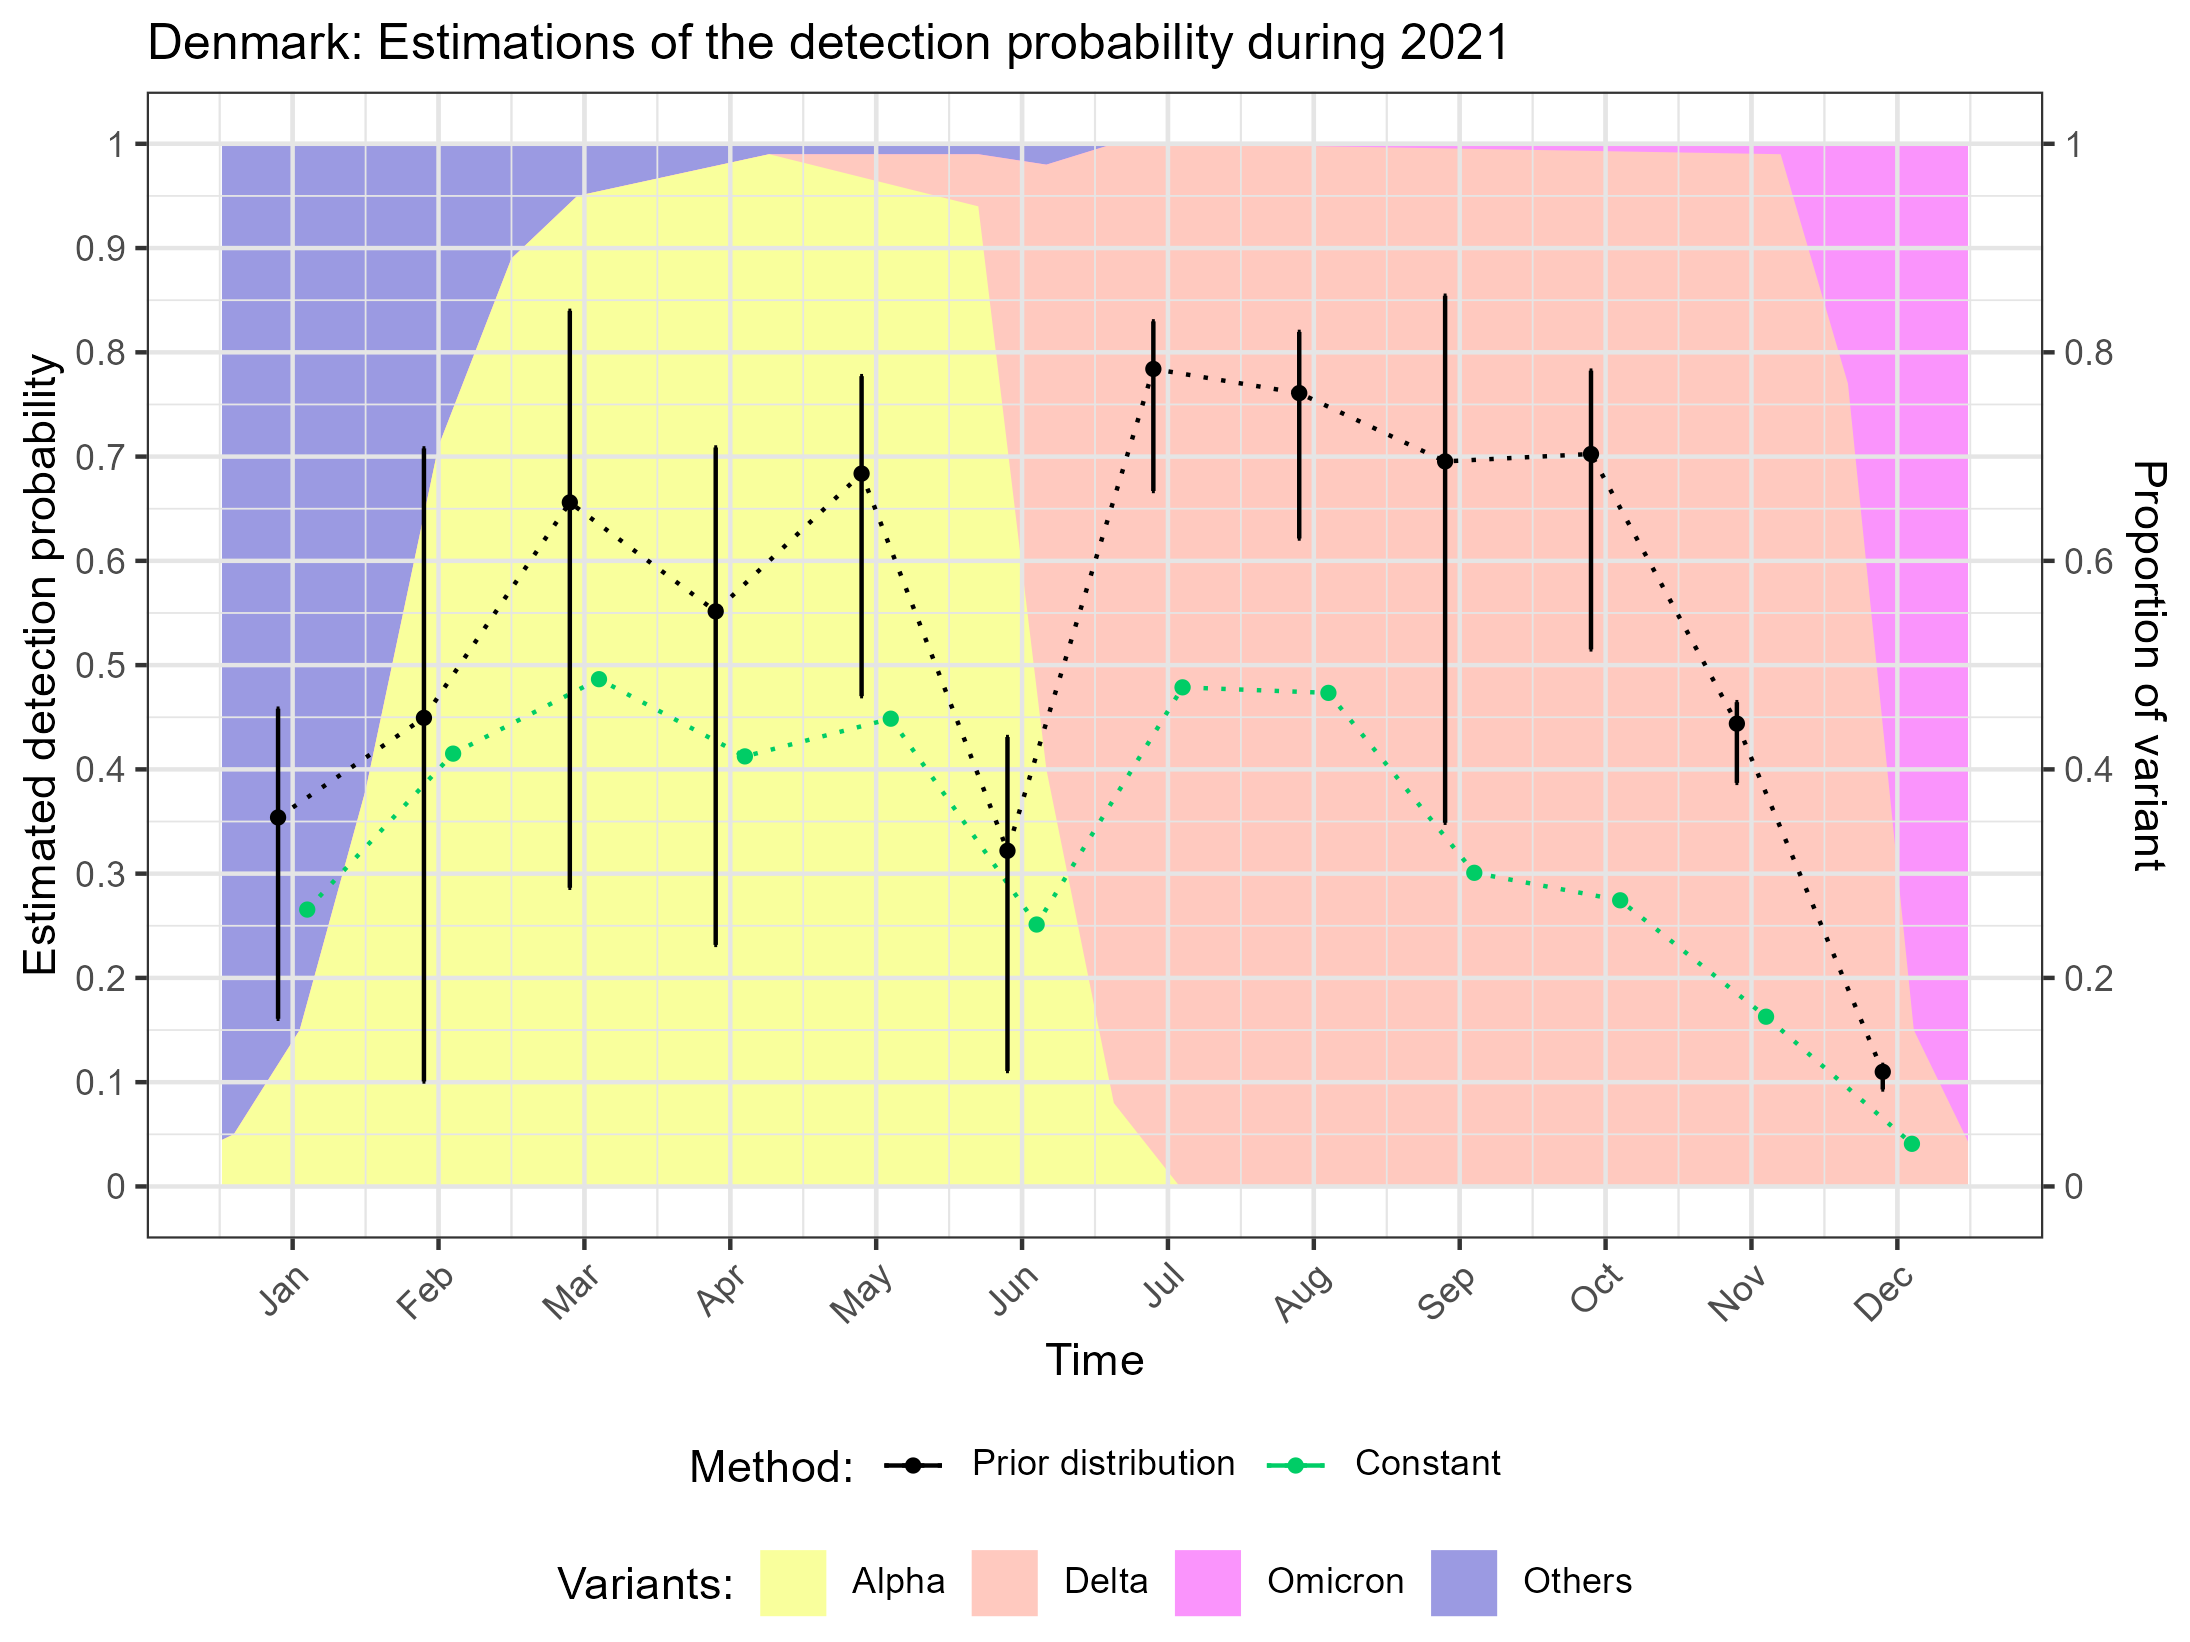 Denmark: Estimations of the detection probability during 2021
Estimated detection probability
1
0.9
0.8
0.7
0.6
0.5
0.4
0.3
0.2
0.1
0
1
0.8
0.6
0.4
0.2
0
Proportion of variant
Jan Feb Mar Apr May Jun Jul Aug Sep Oct Nov Dec
Time
Method: Prior distribution Constant
Variants: Alpha Delta Omicron Others